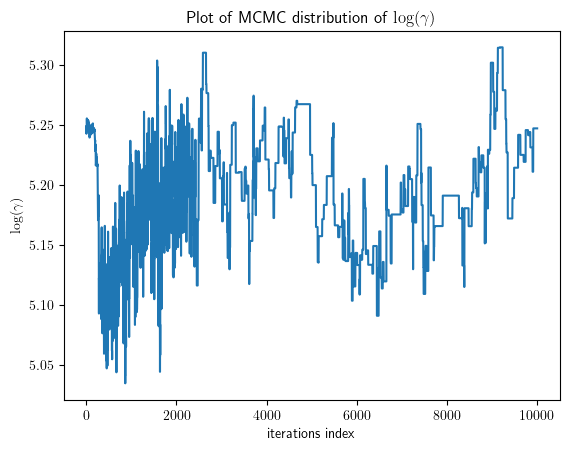 Plot of MCMC distribution of log(γ)
5.30
5.25
5.20
5.15
5.10
5.05
log(γ)
0 2000 4000 6000 8000 10000
iterations index